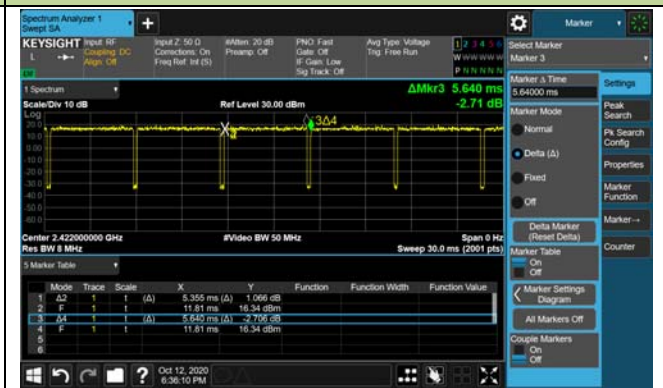 Spectrum Analyzer 1
Swept SA
+
Marker
KEYSIGHT
L
Input: RF
Coupling: DC
Align: Off
Input Z: 50 Ω
Corrections: On
Freq Ref: Int (S)
#Atten: 20 dB
Preamp: Off
PNO: Fast
Gate: Off
IF Gain: Low
Sig Track: Off
Avg Type: Voltage
Trig: Free Run
1 2 3 4 5 6
W W W W W W
P N N N N N
Select Marker
Marker 3
Marker Δ Time
5.64000 ms
Settings
1 Spectrum
ΔMkr3 5.640 ms
-2.71 dB
Scale/Div 10 dB
Ref Level 30.00 dBm
Log
20.0
10.0
0.00
-10.0
-20.0
-30.0
-40.0
-50.0
-60.0
X
3Δ4
Marker Mode
Normal
Delta (Δ)
Fixed
Off
Peak
Search
Pk Search
Config
Properties
Marker
Function
Marker→
Counter
Center 2.422000000 GHz
Res BW 8 MHz
#Video BW 50 MHz
Span 0 Hz
Sweep 30.0 ms (2001 pts)
Delta Marker
(Reset Delta)
Marker Table
On
Off
Marker Settings
Diagram
All Markers Off
Couple Markers
On
Off
5 Marker Table
Mode Trace Scale X Y Function Function Width Function Value
1 Δ2 1 t (Δ) 5.355 ms (Δ) 1.066 dB
2 F 1 t 11.81 ms 16.34 dBm
3 Δ4 1 t (Δ) 5.640 ms (Δ) -2.706 dB
4 F 1 t 11.81 ms 16.34 dBm
5
6
?
Oct 12, 2020
6:36:10 PM